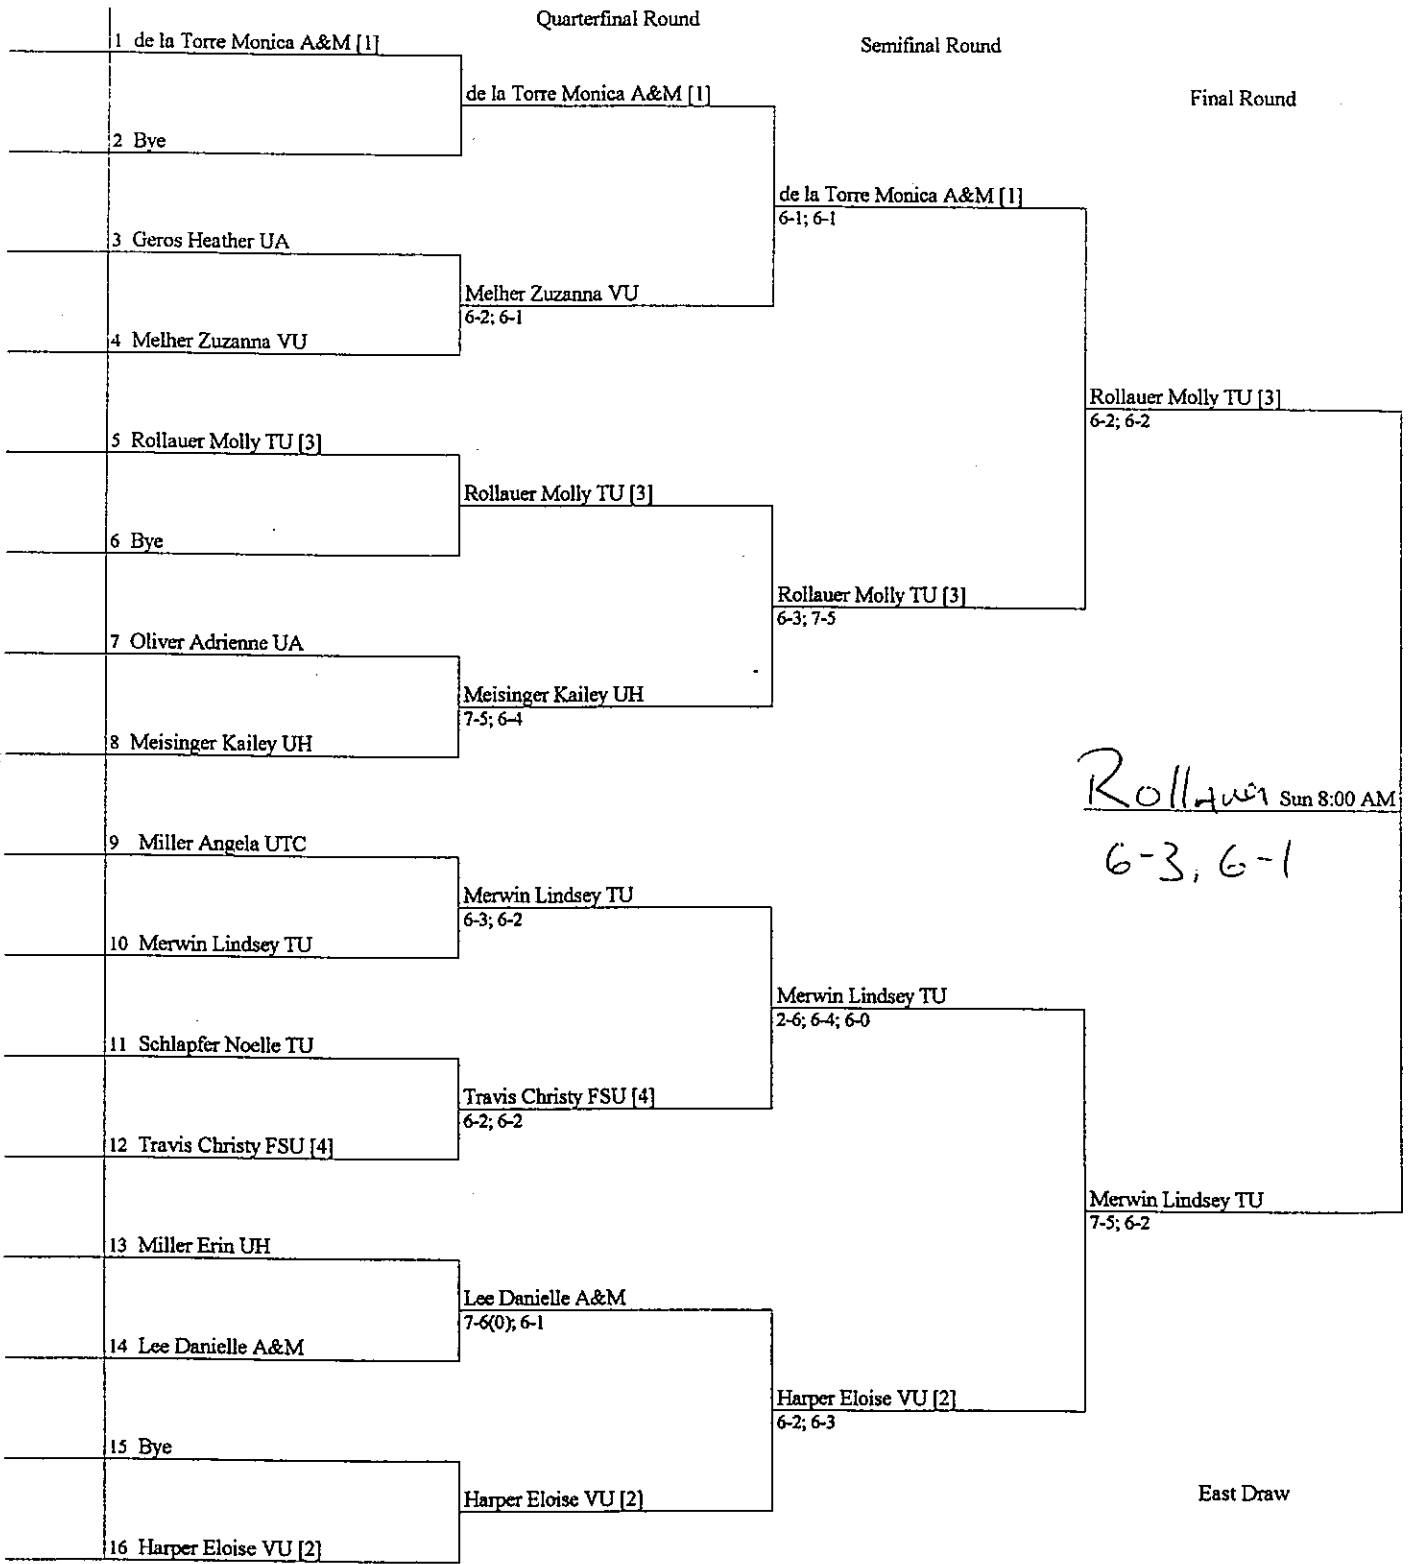 Quarterfinal Round
Semifinal Round
Final Round
1 de la Torre Monica A&M [1]
de la Torre Monica A&M [1]
2 Bye
de la Torre Monica A&M [1]
6-1; 6-1
3 Geros Heather UA
Melher Zuzanna VU
6-2; 6-1
4 Melher Zuzanna VU
Rollauer Molly TU [3]
6-2; 6-2
5 Rollauer Molly TU [3]
Rollauer Molly TU [3]
6 Bye
Rollauer Molly TU [3]
6-3; 7-5
7 Oliver Adrienne UA
Meisinger Kailey UH
7-5; 6-4
8 Meisinger Kailey UH
Rollauer Sun 8:00 AM
6-3, 6-1
9 Miller Angela UTC
Merwin Lindsey TU
6-3; 6-2
10 Merwin Lindsey TU
Merwin Lindsey TU
2-6; 6-4; 6-0
11 Schlapfer Noelle TU
Travis Christy FSU [4]
6-2; 6-2
12 Travis Christy FSU [4]
Merwin Lindsey TU
7-5; 6-2
13 Miller Erin UH
Lee Danielle A&M
7-6(0); 6-1
14 Lee Danielle A&M
Harper Eloise VU [2]
6-2; 6-3
15 Bye
Harper Eloise VU [2]
East Draw
16 Harper Eloise VU [2]